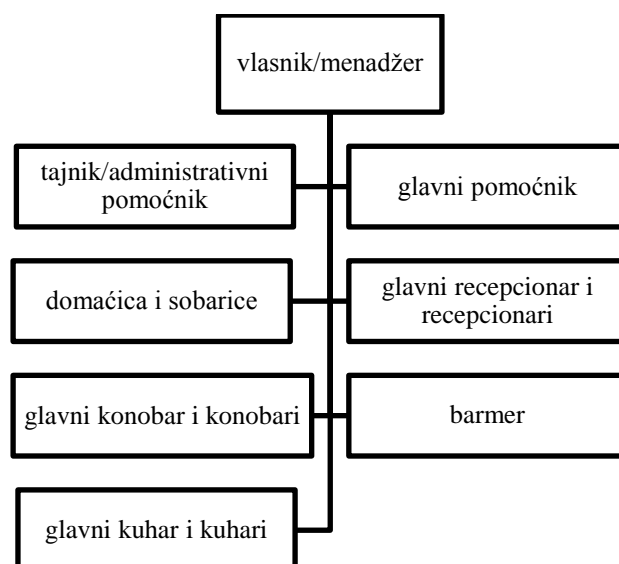 vlasnik/menadžer
tajnik/administrativni
pomoćnik
glavni pomoćnik
domaćica i sobarice
glavni recepcionar i
recepcionari
glavni konobar i konobari
barmer
glavni kuhar i kuhari